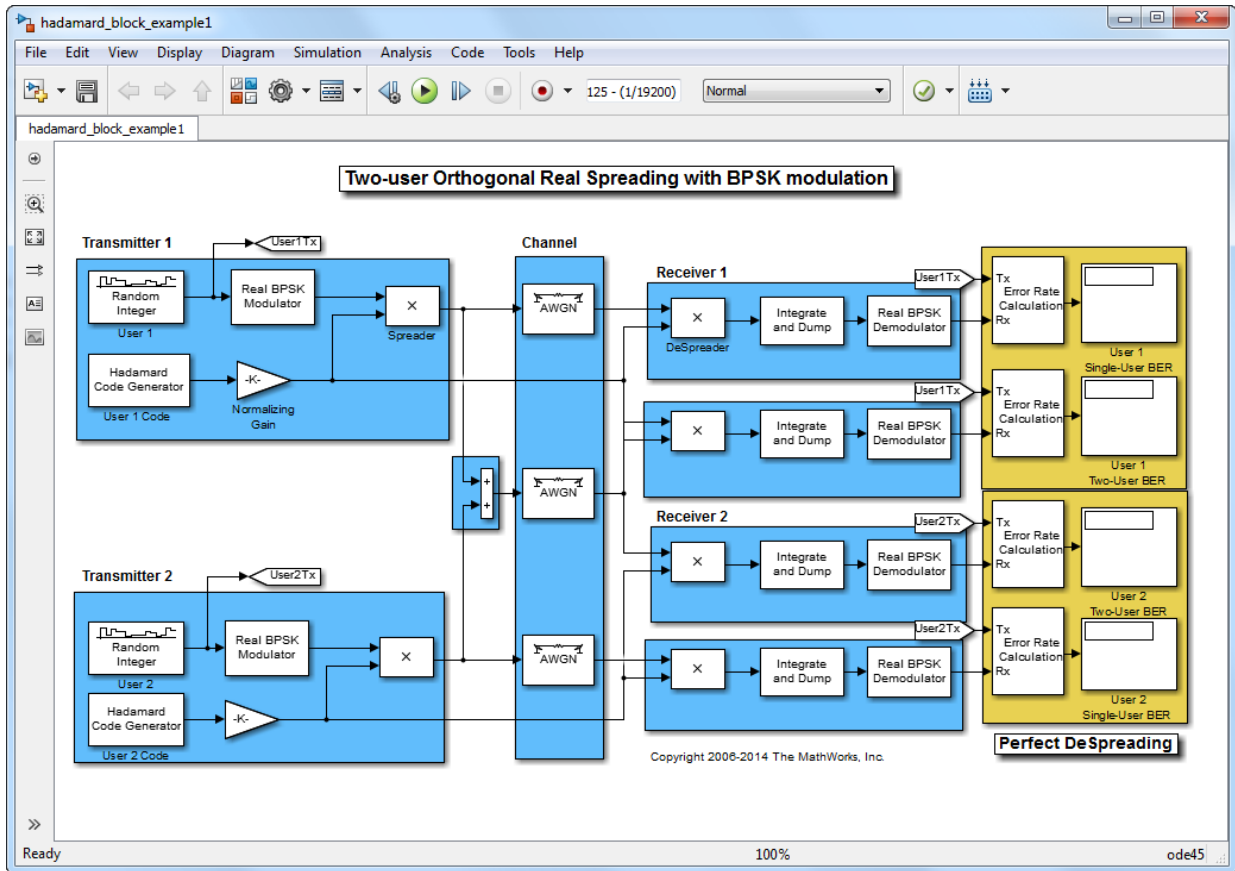 hadamard_block_example1
File Edit View Display Diagram Simulation Analysis Code Tools Help
125 - (1/19200) Normal
hadamard_block_example1
Two-user Orthogonal Real Spreading with BPSK modulation
Transmitter 1
User1Tx
Random
Integer
User 1
Real BPSK
Modulator
×
Spreader
Hadamard
Code Generator
User 1 Code
-K-
Normalizing
Gain
+
+
Transmitter 2
User2Tx
Random
Integer
User 2
Real BPSK
Modulator
×
Hadamard
Code Generator
User 2 Code
-K-
Channel
AWGN
AWGN
AWGN
Receiver 1
×
DeSpreader
Integrate
and Dump
Real BPSK
Demodulator
User1Tx
Tx
Error Rate
Calculation
Rx
User 1
Single-User BER
×
Integrate
and Dump
Real BPSK
Demodulator
User1Tx
Tx
Error Rate
Calculation
Rx
User 1
Two-User BER
Receiver 2
×
Integrate
and Dump
Real BPSK
Demodulator
User2Tx
Tx
Error Rate
Calculation
Rx
User 2
Two-User BER
×
Integrate
and Dump
Real BPSK
Demodulator
User2Tx
Tx
Error Rate
Calculation
Rx
User 2
Single-User BER
Perfect DeSpreading
Copyright 2006-2014 The MathWorks, Inc.
Ready 100% ode45